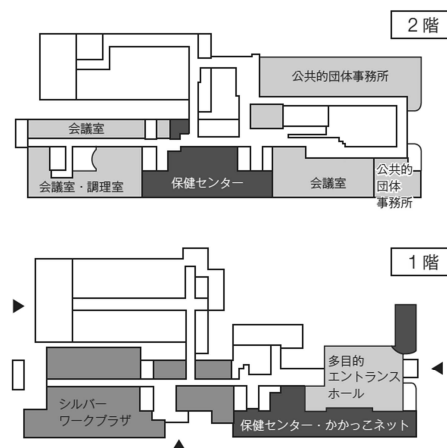 2階
公共的団体事務所
会議室
会議室・調理室
保健センター
会議室
公共的
団体
事務所
1階
多目的
エントランス
ホール
シルバー
ワークプラザ
保健センター・かかっこネット